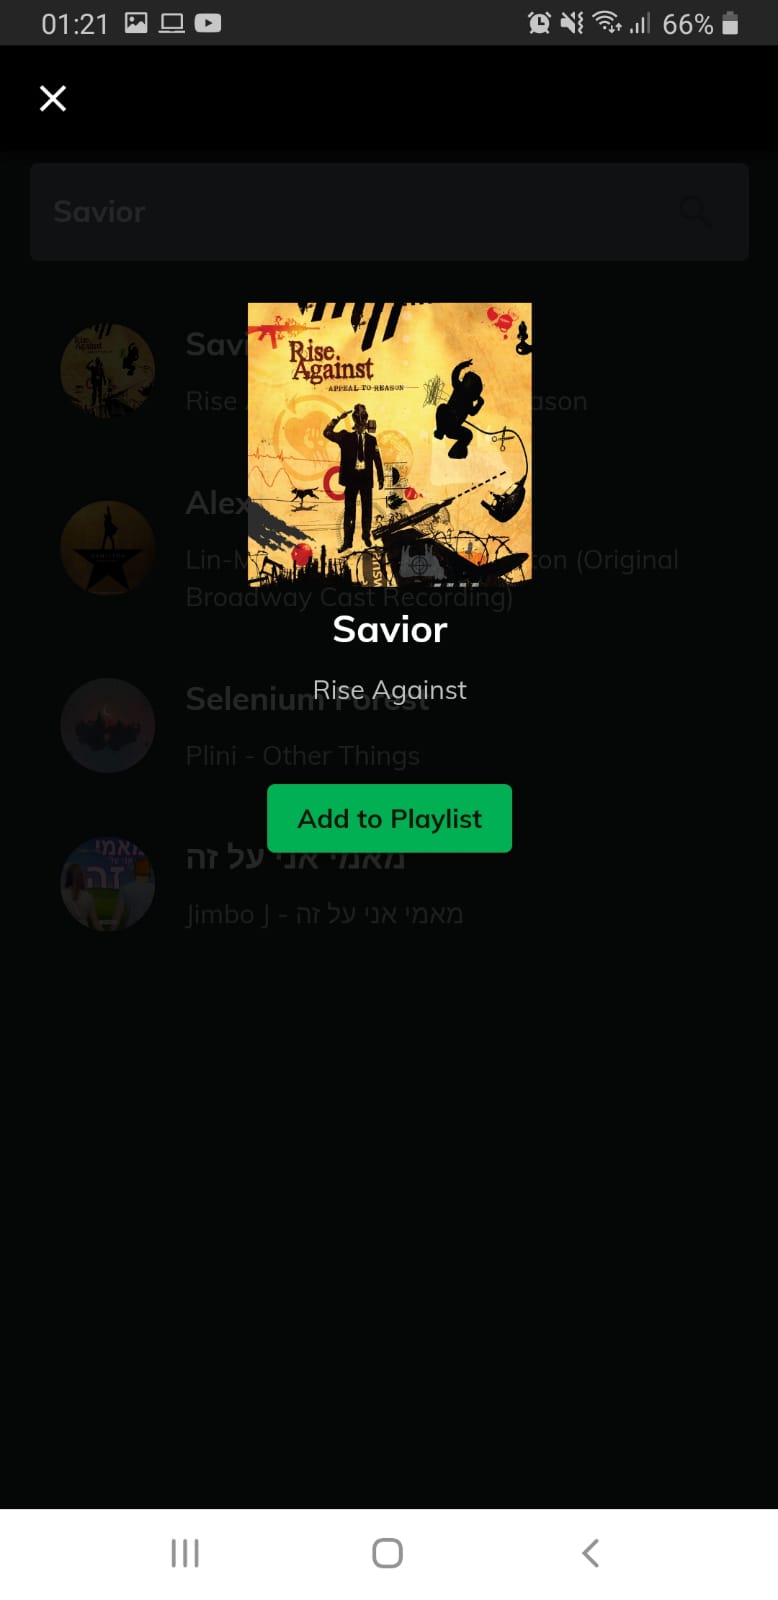 01:21
66%
Savior
Rise
Against
APPEAL TO REASON
Savi
Rise
ason
Alex
Lin-M
ton (Original
Broadway Cast Recording)
Savior
Selenium Forest
Rise Against
Plini - Other Things
Add to Playlist
מאמי אני על זה
Jimbo J - מאמי אני על זה